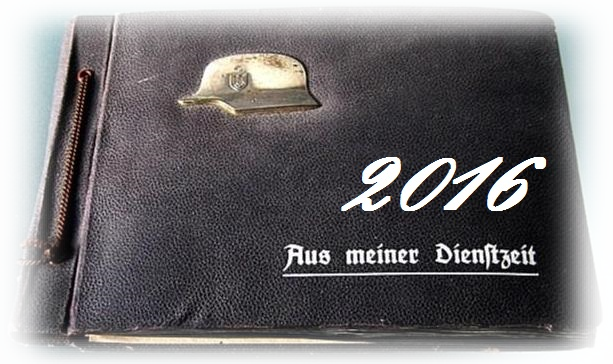 2016
Aus meiner Dienstzeit